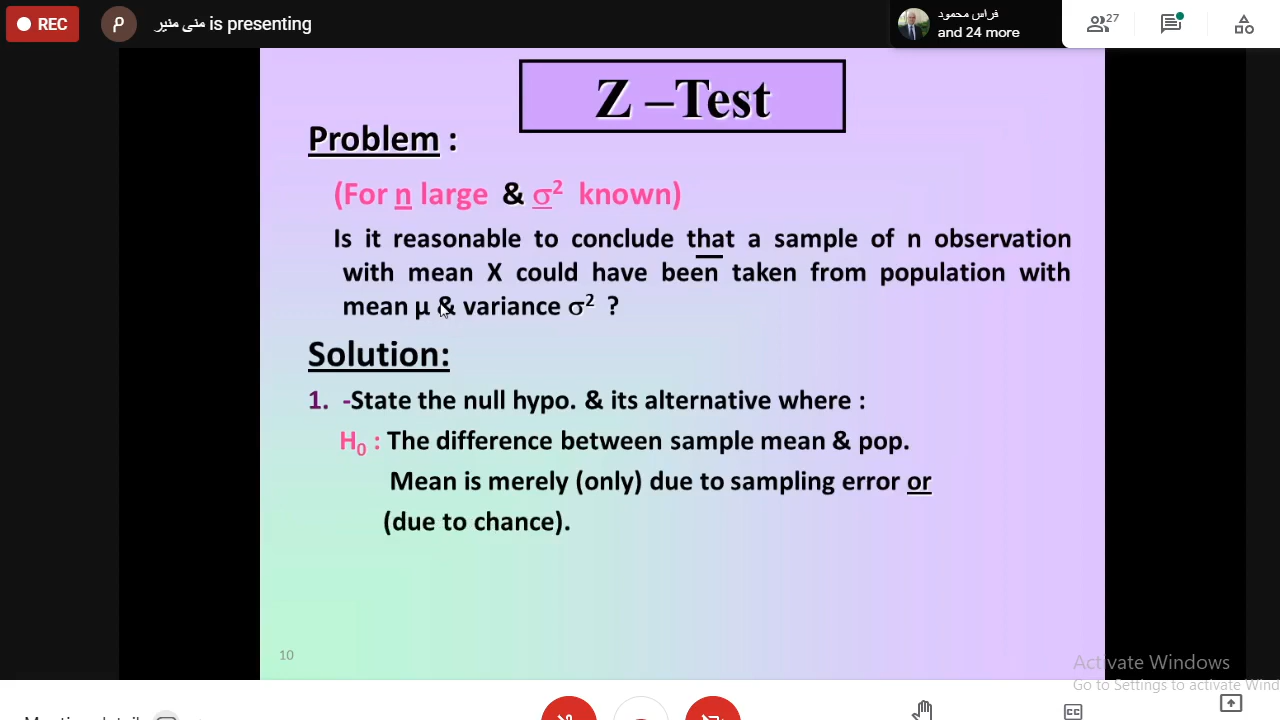 REC
م
منى منير is presenting
فراس محمود
and 24 more
27
Z –Test
Problem :
(For n large & σ² known)
Is it reasonable to conclude that a sample of n observation
with mean X could have been taken from population with
mean μ & variance σ² ?
Solution:
1. -State the null hypo. & its alternative where :
H₀ : The difference between sample mean & pop.
Mean is merely (only) due to sampling error or
(due to chance).
10
Activate Windows
Go to Settings to activate Wind
CC